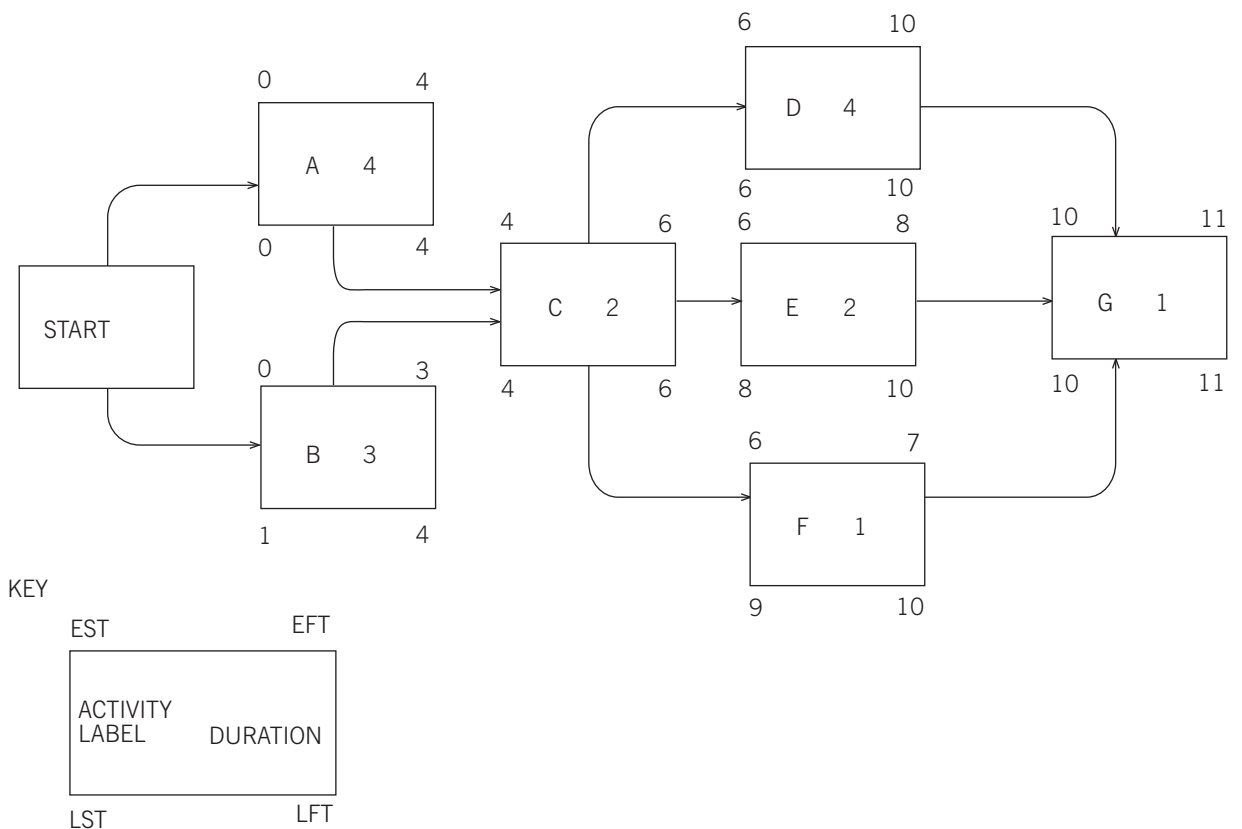 6 10
D 4
6 10
0 4
A 4
0 4
START
0 3
B 3
1 4
4 6
C 2
4 6
6 8
E 2
8 10
6 7
F 1
9 10
10 11
G 1
10 11
KEY
EST EFT
ACTIVITY
LABEL
DURATION
LST LFT